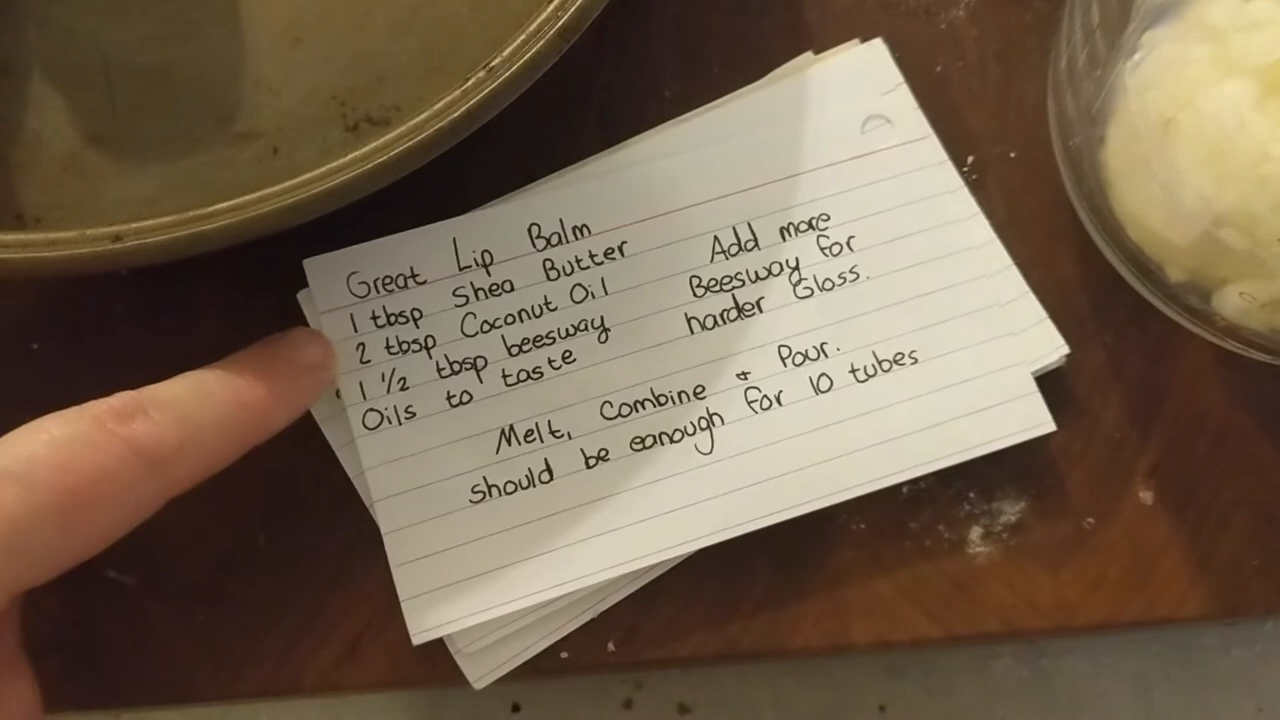 Great Lip Balm
1 tbsp Shea Butter
2 tbsp Coconut Oil
1 1/2 tbsp beesway
Oils to taste
Add more
Beesway for
harder Gloss.
Melt, Combine & Pour.
should be eanough for 10 tubes